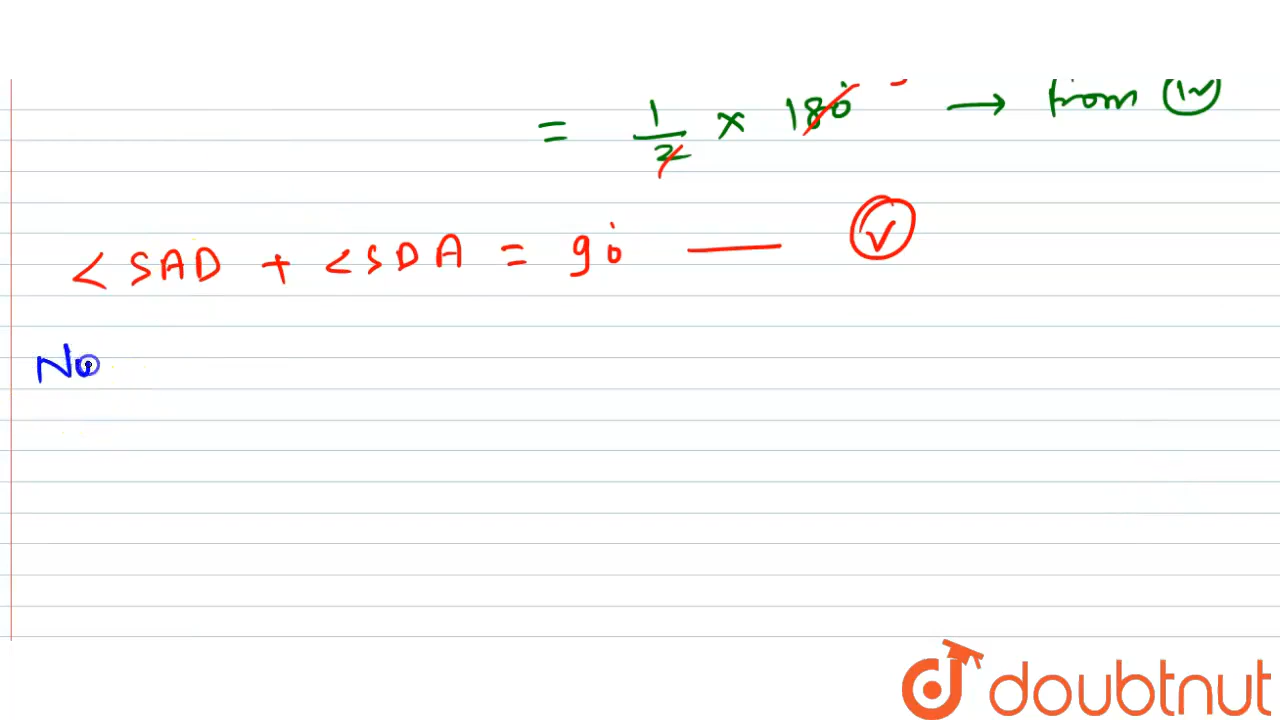 = 1/2 × 180° → from (iv)
< SAD + < SDA = 90° — (v)
No
doubtnut